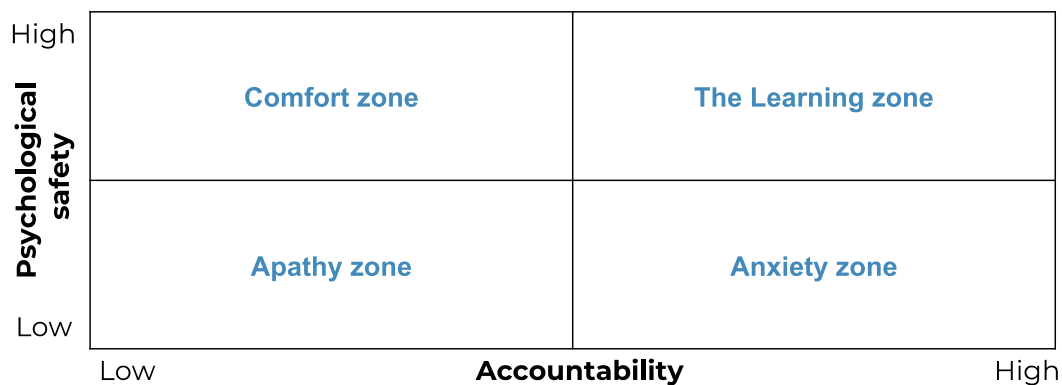 High
Comfort zone
The Learning zone
Psychological
safety
Apathy zone
Anxiety zone
Low
Low
Accountability
High